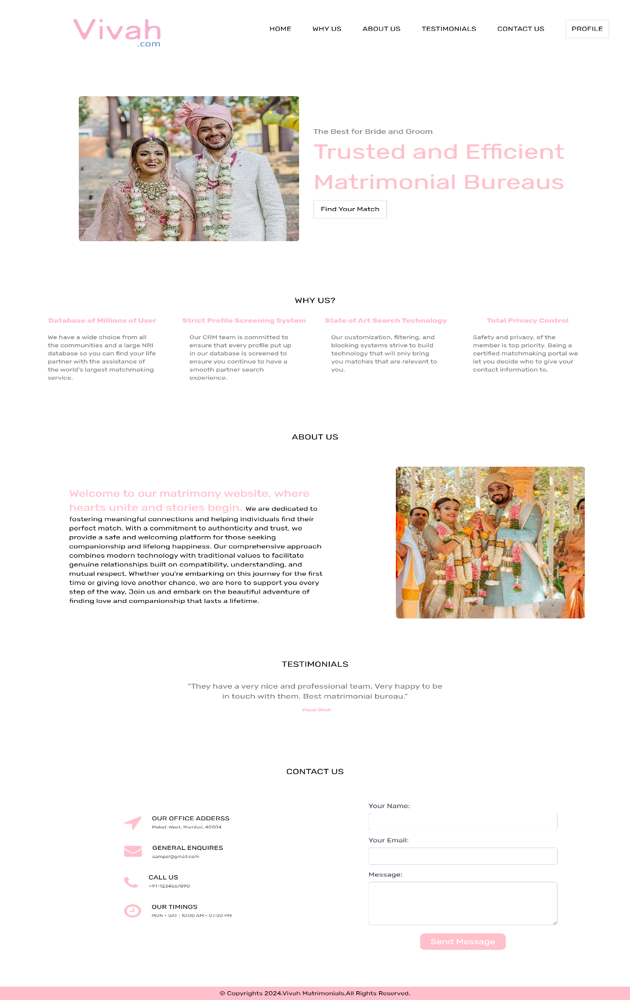 Vivah
.com
HOME
WHY US
ABOUT US
TESTIMONIALS
CONTACT US
PROFILE
The Best for Bride and Groom
Trusted and Efficient
Matrimonial Bureaus
Find Your Match
WHY US?
Database of Millions of User
We have a wide choice from all
the communities and a large NRI
database so you can find your life
partner with the assistance of
the world's largest matchmaking
service.
Strict Profile Screening System
Our CRM team is committed to
ensure that every profile put up
in our database is screened to
ensure you continue to have a
smooth partner search
experience.
State of Art Search Technology
Our customization, filtering, and
blocking systems strive to build
technology that will only bring
you matches that are relevant to
you.
Total Privacy Control
Safety and privacy, of the
member is top priority. Being a
certified matchmaking portal we
let you decide who to give your
contact information to.
ABOUT US
Welcome to our matrimony website, where
hearts unite and stories begin. We are dedicated to
fostering meaningful connections and helping individuals find their
perfect match. With a commitment to authenticity and trust, we
provide a safe and welcoming platform for those seeking
companionship and lifelong happiness. Our comprehensive approach
combines modern technology with traditional values to facilitate
genuine relationships built on compatibility, understanding, and
mutual respect. Whether you're embarking on this journey for the first
time or giving love another chance, we are here to support you every
step of the way. Join us and embark on the beautiful adventure of
finding love and companionship that lasts a lifetime.
TESTIMONIALS
"They have a very nice and professional team. Very happy to be
in touch with them. Best matrimonial bureau."
Payal Shah
CONTACT US
OUR OFFICE ADDERSS
Malad-West, Mumbai, 40004
GENERAL ENQUIRES
sampel@gmail.com
CALL US
+91-1234567890
OUR TIMINGS
MON - SAT : 10:00 AM - 07:00 PM
Your Name:
Your Email:
Message:
Send Message
© Copyrights 2024.Vivah Matrimonials.All Rights Reserved.